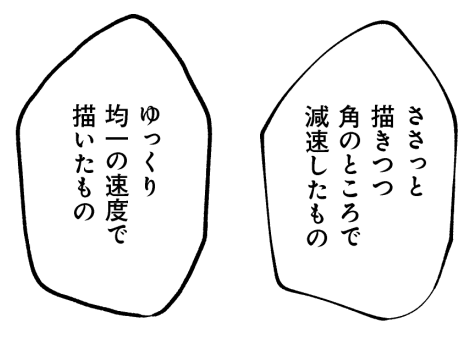 ささっと
描きつつ
角のところで
減速したもの
ゆっくり
均一の速度で
描いたもの